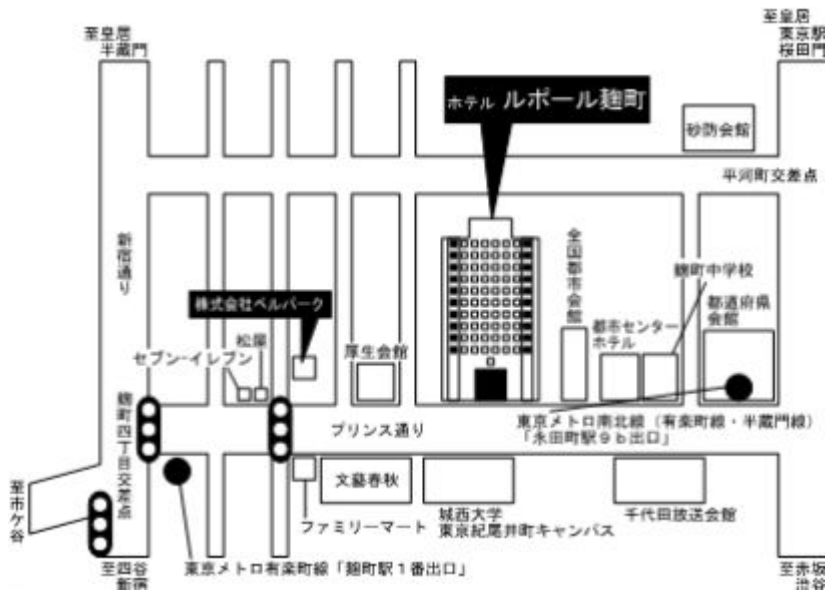 至皇居
半蔵門
至皇居
東京駅
桜田門
ホテル ルポール麹町
砂防会館
平河町交差点
新宿通り
全国都市会館
麹町中学校
株式会社ベルパーク
都道府県
会館
松屋
セブン-イレブン
厚生会館
都市センター
ホテル
麹町四丁目交差点
プリンス通り
東京メトロ南北線(有楽町線・半蔵門線)
「永田町駅9b出口」
至市ケ谷
文藝春秋
ファミリーマート
城西大学
東京紀尾井町キャンパス
千代田放送会館
至四谷
新宿
東京メトロ有楽町線「麹町駅1番出口」
至赤坂
渋谷